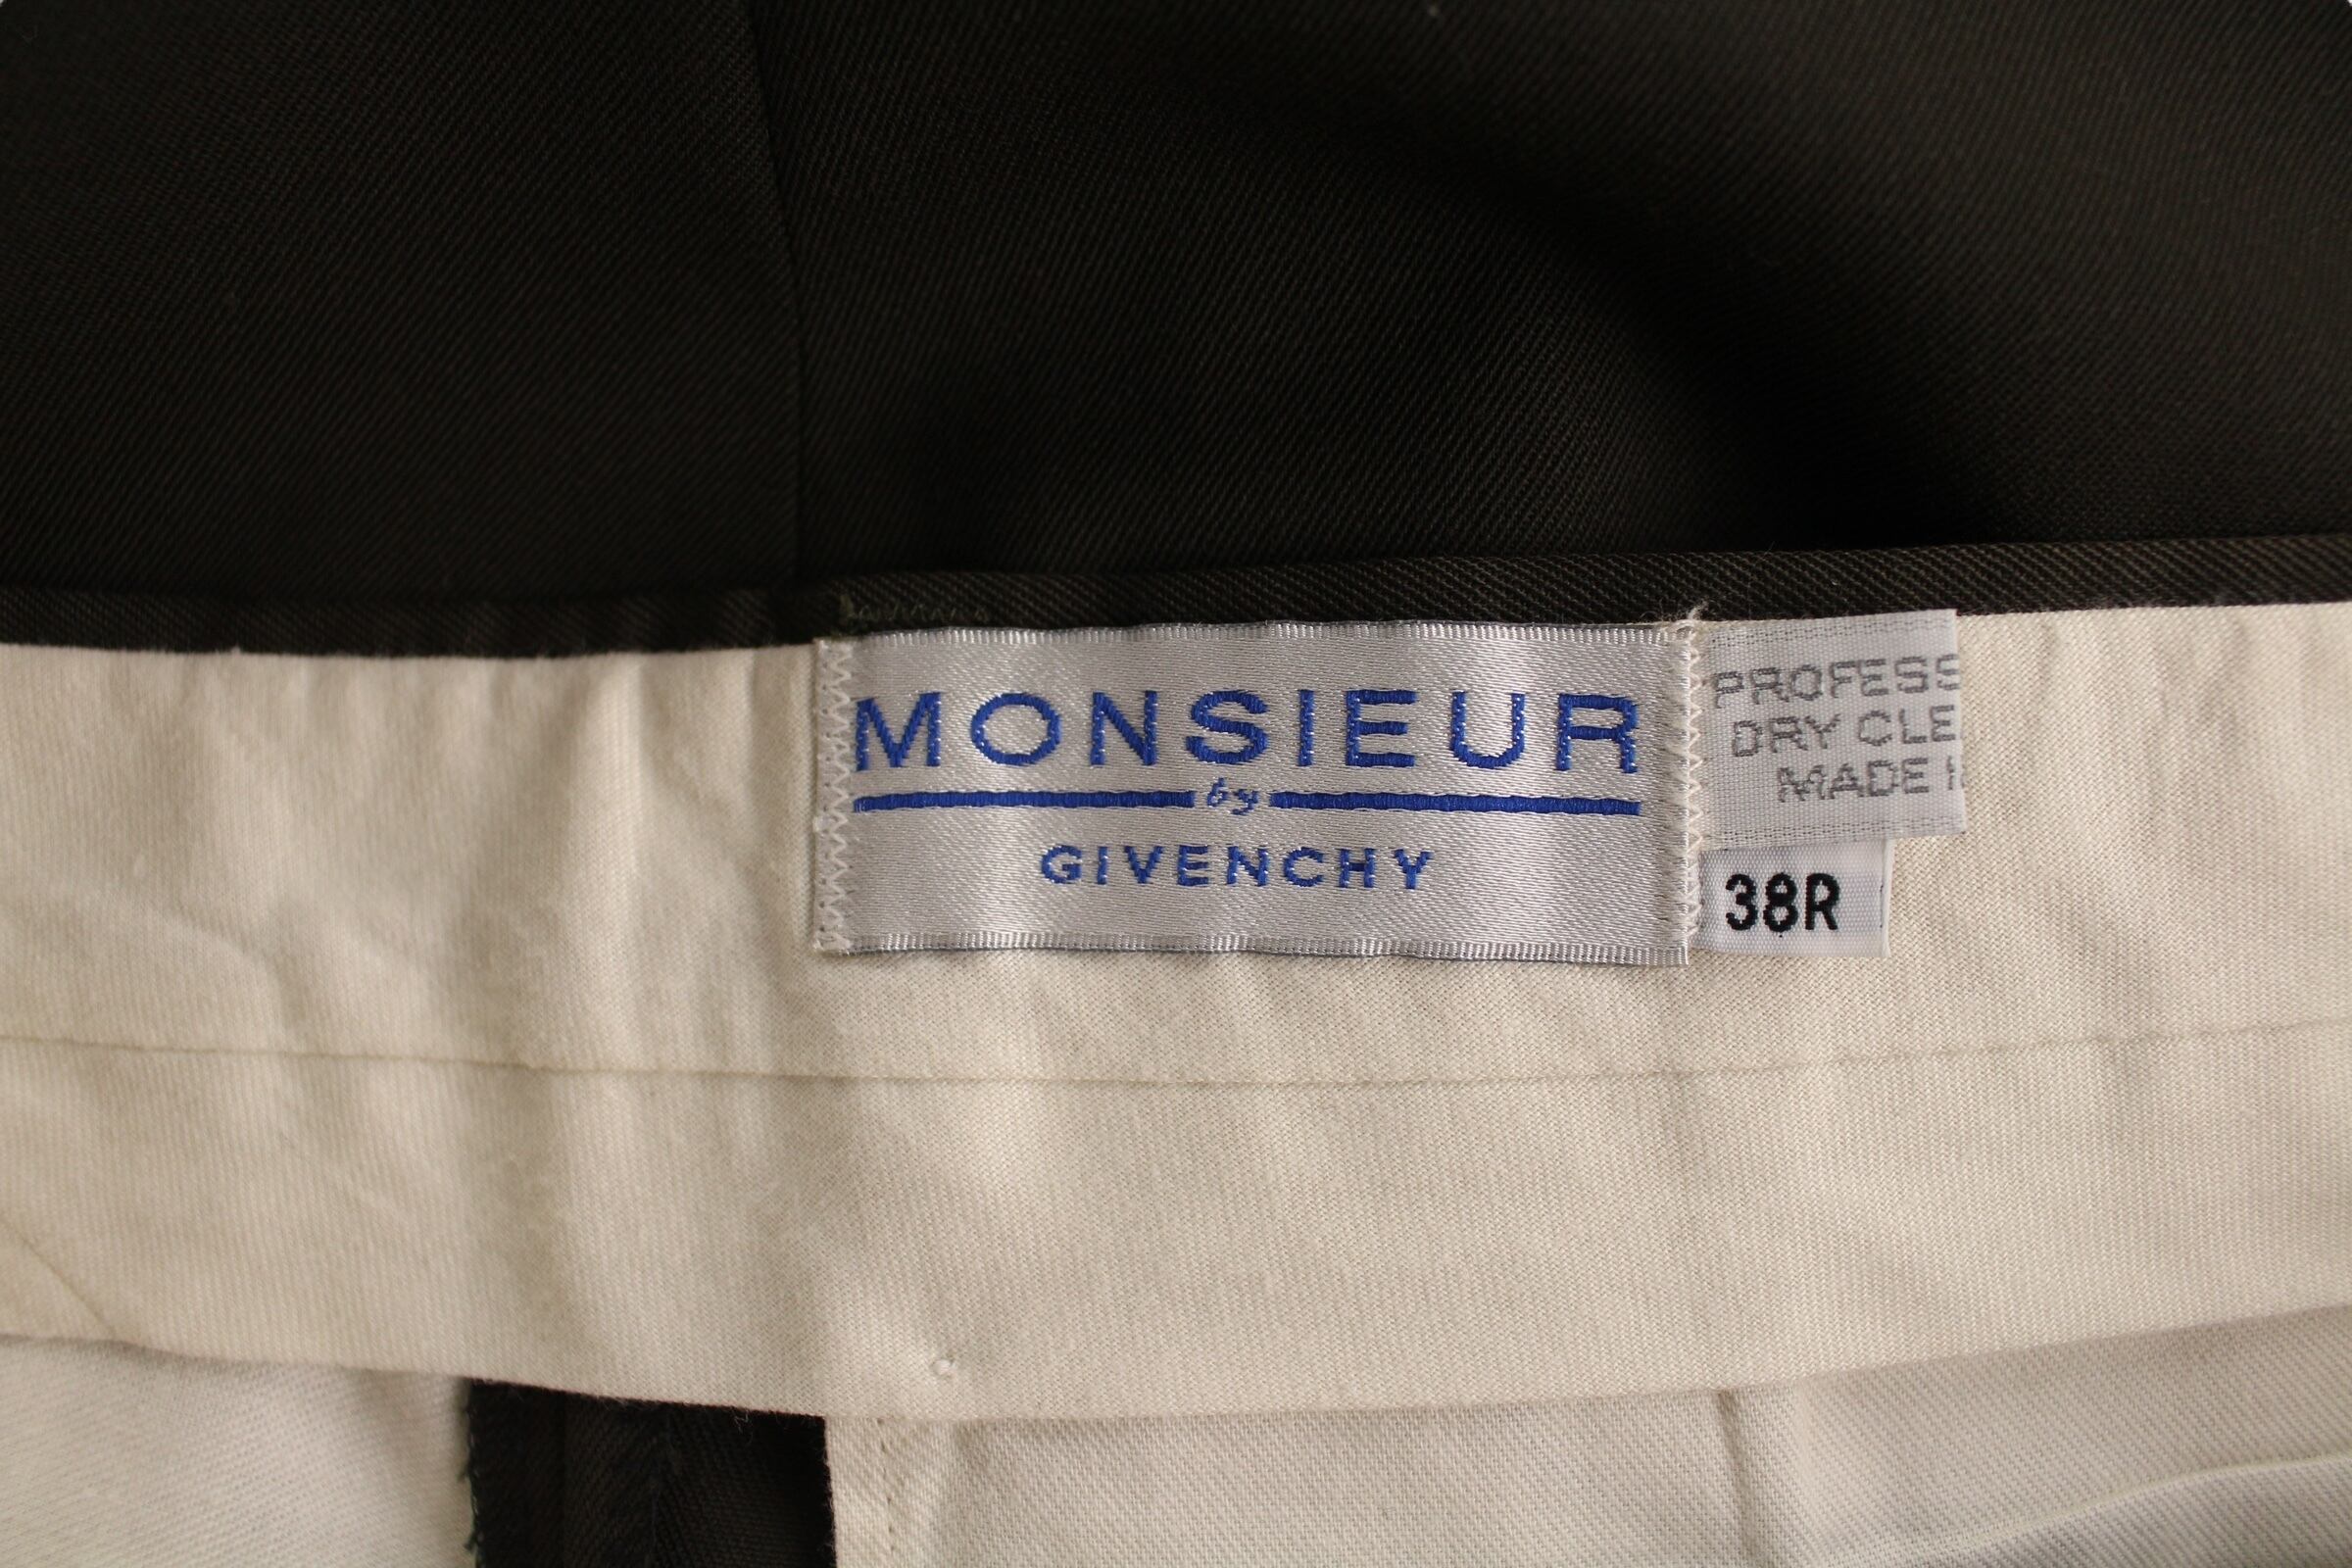 MONSIEUR
by
GIVENCHY
PROFESS
DRY CLE
MADE
38R